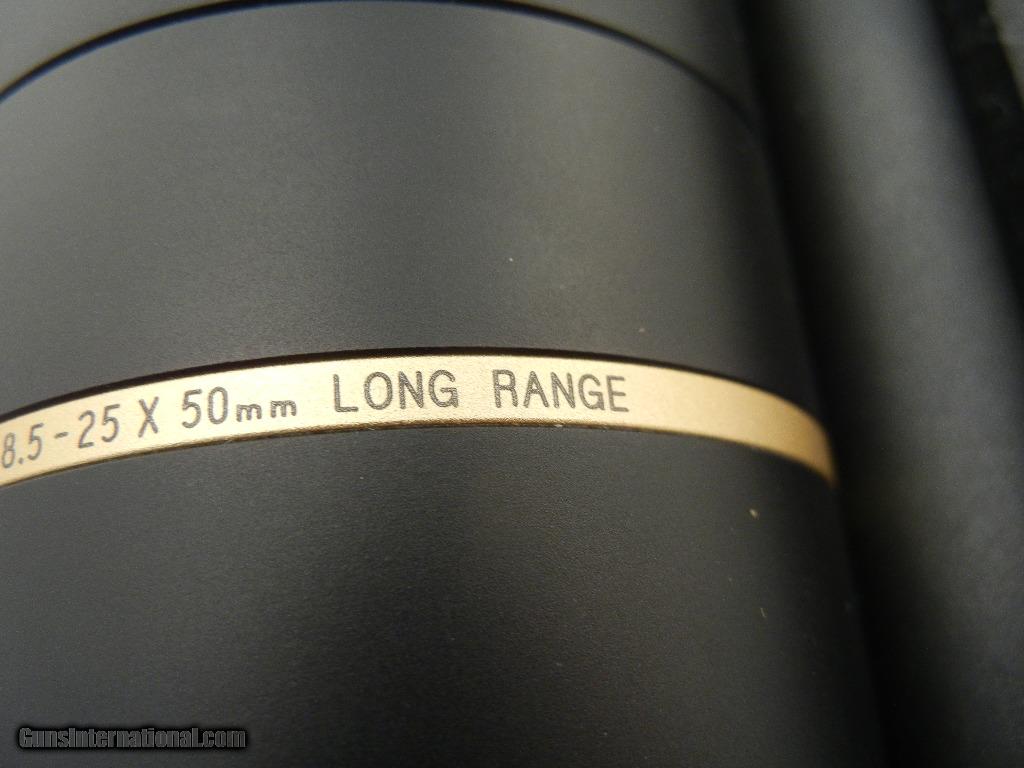 8.5-25 X 50mm LONG RANGE
GunsInternational.com